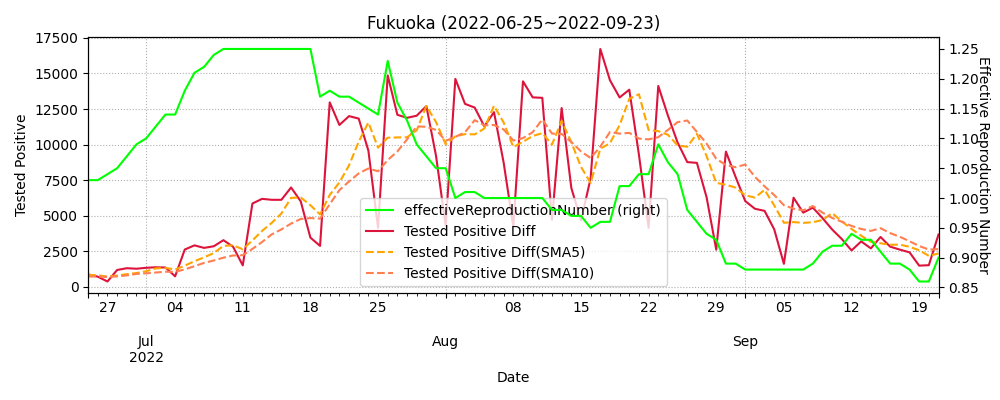 Fukuoka (2022-06-25~2022-09-23)
17500
15000
12500
10000
7500
5000
2500
0
Tested Positive
1.25
1.20
1.15
1.10
1.05
1.00
0.95
0.90
0.85
Effective Reproduction Number
effectiveReproductionNumber (right)
Tested Positive Diff
Tested Positive Diff(SMA5)
Tested Positive Diff(SMA10)
27 04 11 18 25 08 15 22 29 05 12 19
Jul Aug Sep
2022
Date